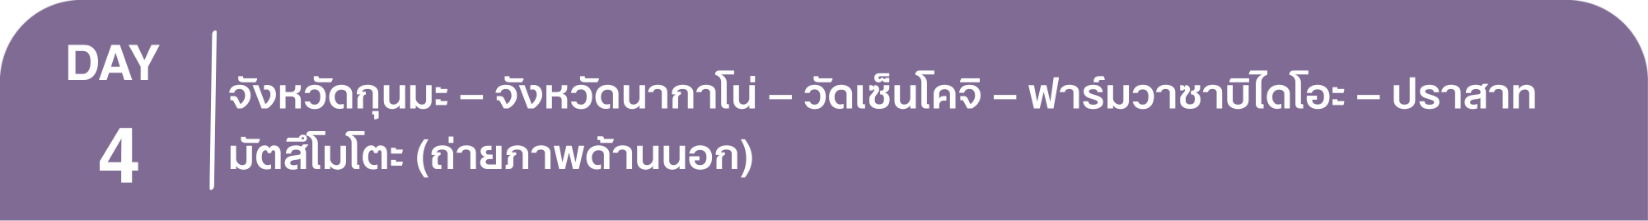 DAY
4
จังหวัดกุนมะ – จังหวัดนากาโน่ – วัดเซ็นโคจิ – ฟาร์มวาซาบิไดโอะ – ปราสาท
มัตสึโมโตะ (ถ่ายภาพด้านนอก)